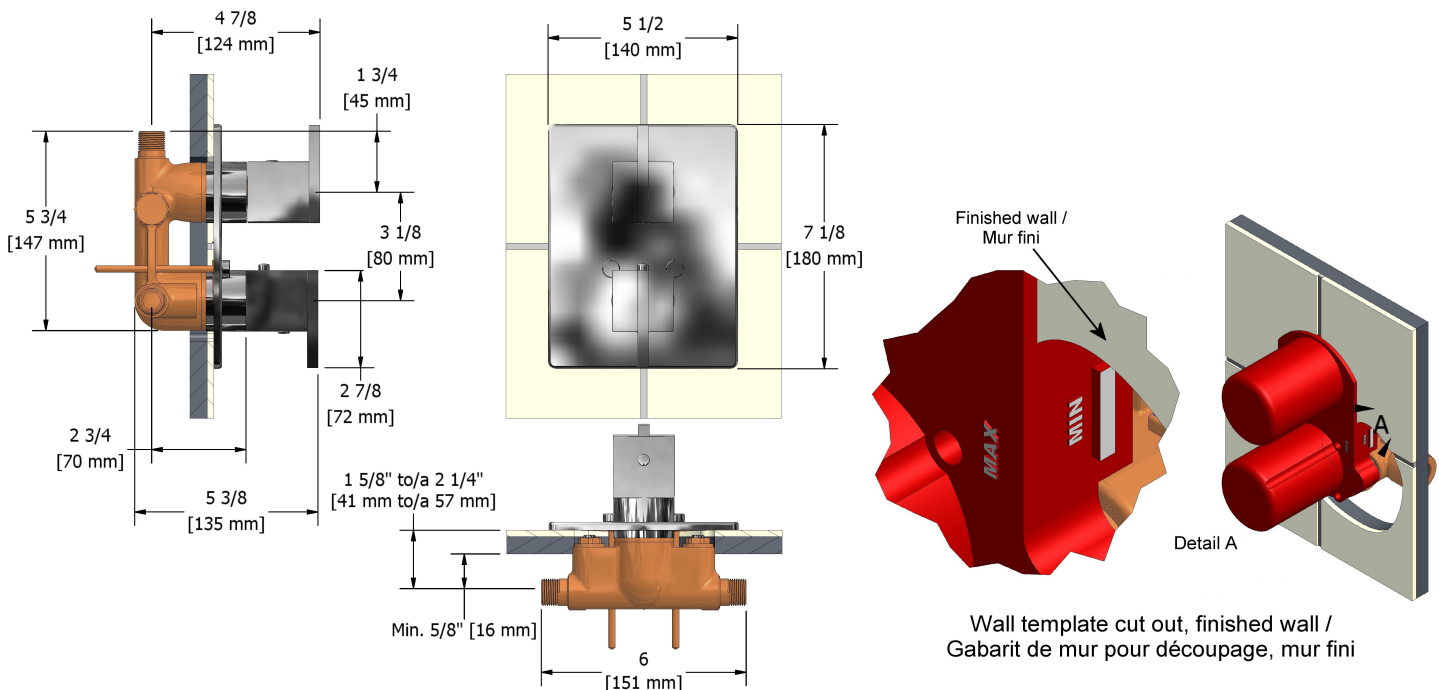 4 7/8
[124 mm]
1 3/4
[45 mm]
5 3/4
[147 mm]
3 1/8
[80 mm]
2 7/8
[72 mm]
2 3/4
[70 mm]
5 3/8
[135 mm]
5 1/2
[140 mm]
7 1/8
[180 mm]
1 5/8" to/a 2 1/4"
[41 mm to/a 57 mm]
Min. 5/8" [16 mm]
6
[151 mm]
Finished wall /
Mur fini
MAX
MIN
A
Detail A
Wall template cut out, finished wall /
Gabarit de mur pour découpage, mur fini